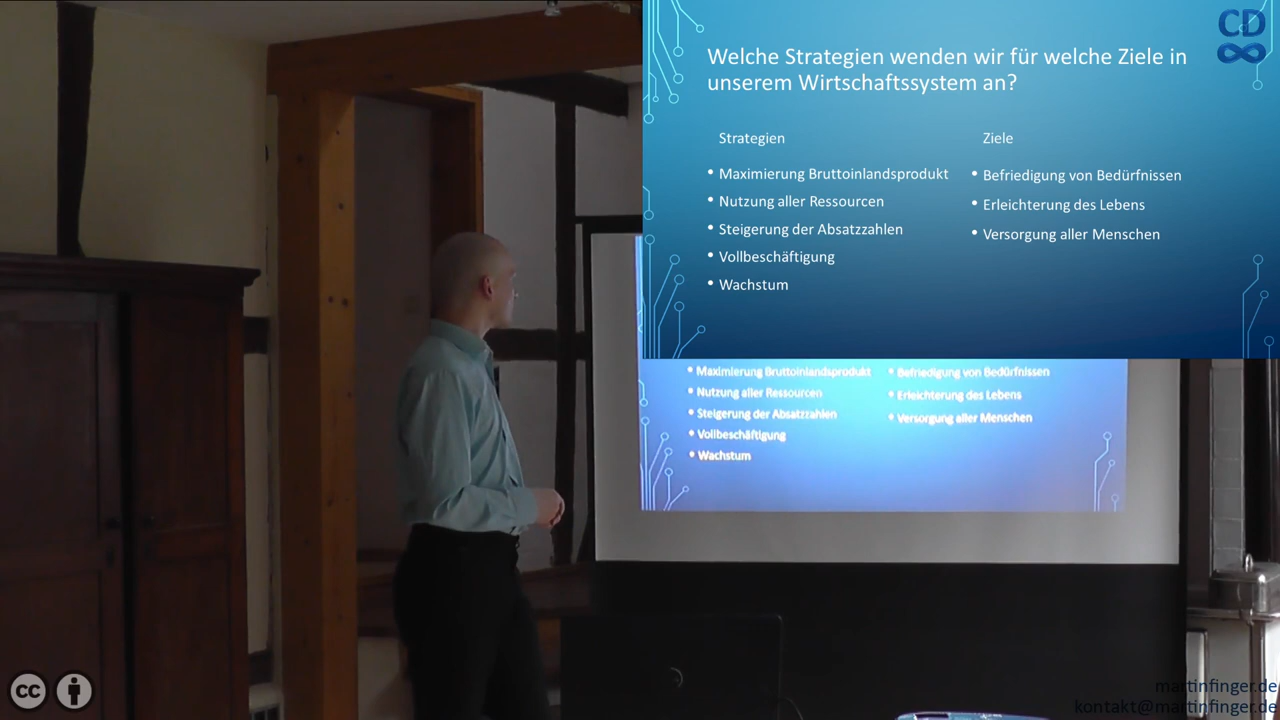 CD
Welche Strategien wenden wir für welche Ziele in
unserem Wirtschaftssystem an?
Strategien
• Maximierung Bruttoinlandsprodukt
• Nutzung aller Ressourcen
• Steigerung der Absatzzahlen
• Vollbeschäftigung
• Wachstum
Ziele
• Befriedigung von Bedürfnissen
• Erleichterung des Lebens
• Versorgung aller Menschen
• Maximierung Bruttoinlandsprodukt
• Nutzung aller Ressourcen
• Steigerung der Absatzzahlen
• Vollbeschäftigung
• Wachstum
• Befriedigung von Bedürfnissen
• Erleichterung des Lebens
• Versorgung aller Menschen
cc
martinfinger.de
kontakt@martinfinger.de